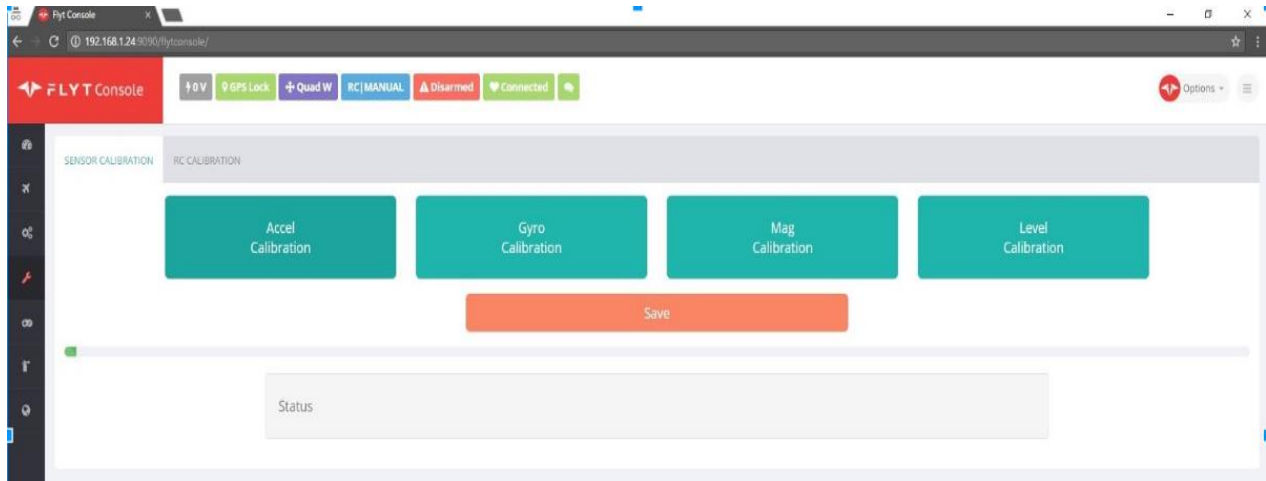 Flyt Console
192.168.1.24:9090/flytconsole/
FLYT Console
0 V
GPS Lock
Quad W
RC|MANUAL
Disarmed
Connected
Options
SENSOR CALIBRATION
RC CALIBRATION
Accel
Calibration
Gyro
Calibration
Mag
Calibration
Level
Calibration
Save
Status